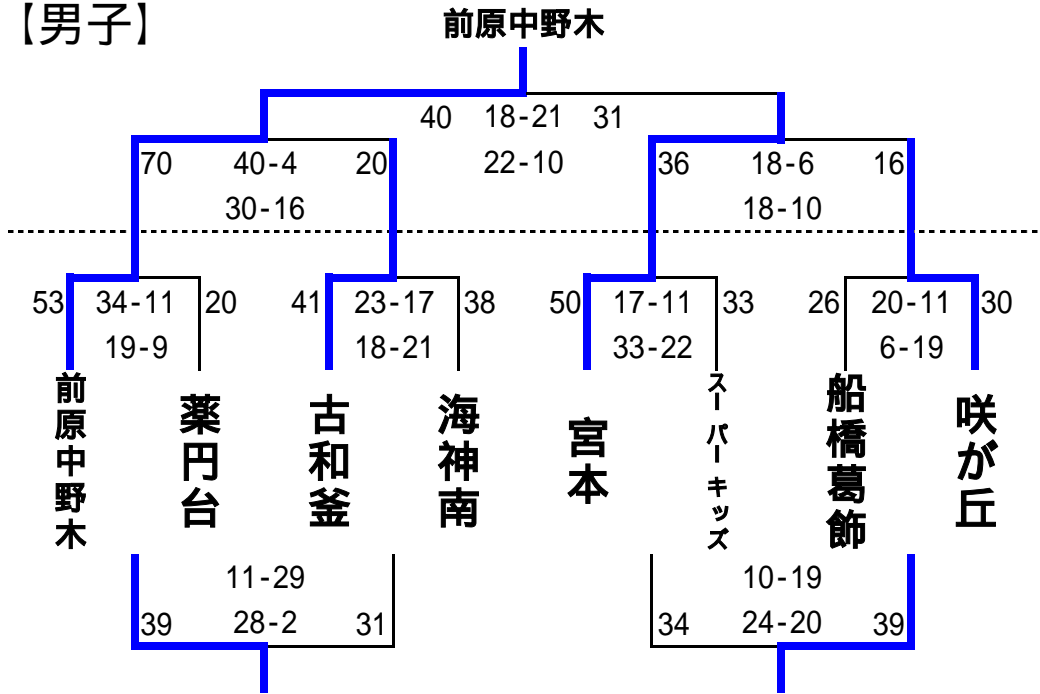 【男子】
前原中野木
40 18-21 31
22-10
70 40-4 20
30-16
36 18-6 16
18-10
53 34-11 20
19-9
41 23-17 38
18-21
50 17-11 33
33-22
26 20-11 30
6-19
前原中野木
薬円台
古和釜
海神南
宮本
スーパーキッズ
船橋葛飾
咲が丘
11-29
39 28-2 31
10-19
34 24-20 39